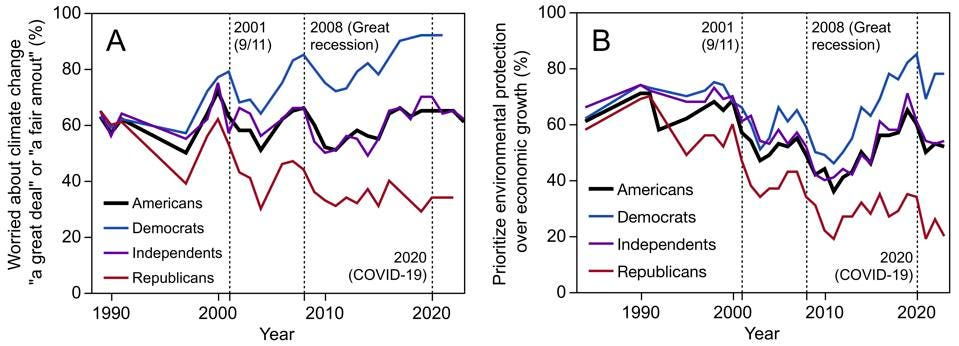 Worried about climate change
"a great deal" or "a fair amout" (%)
100
80
60
40
20
0
A
2001
(9/11)
2008 (Great
recession)
Americans
Democrats
Independents
Republicans
2020
(COVID-19)
1990
2000
2010
2020
Year
Prioritize environmental protection
over economic growth (%)
100
80
60
40
20
0
B
2001
(9/11)
2008 (Great
recession)
Americans
Democrats
Independents
Republicans
2020
(COVID-19)
1990
2000
2010
2020
Year